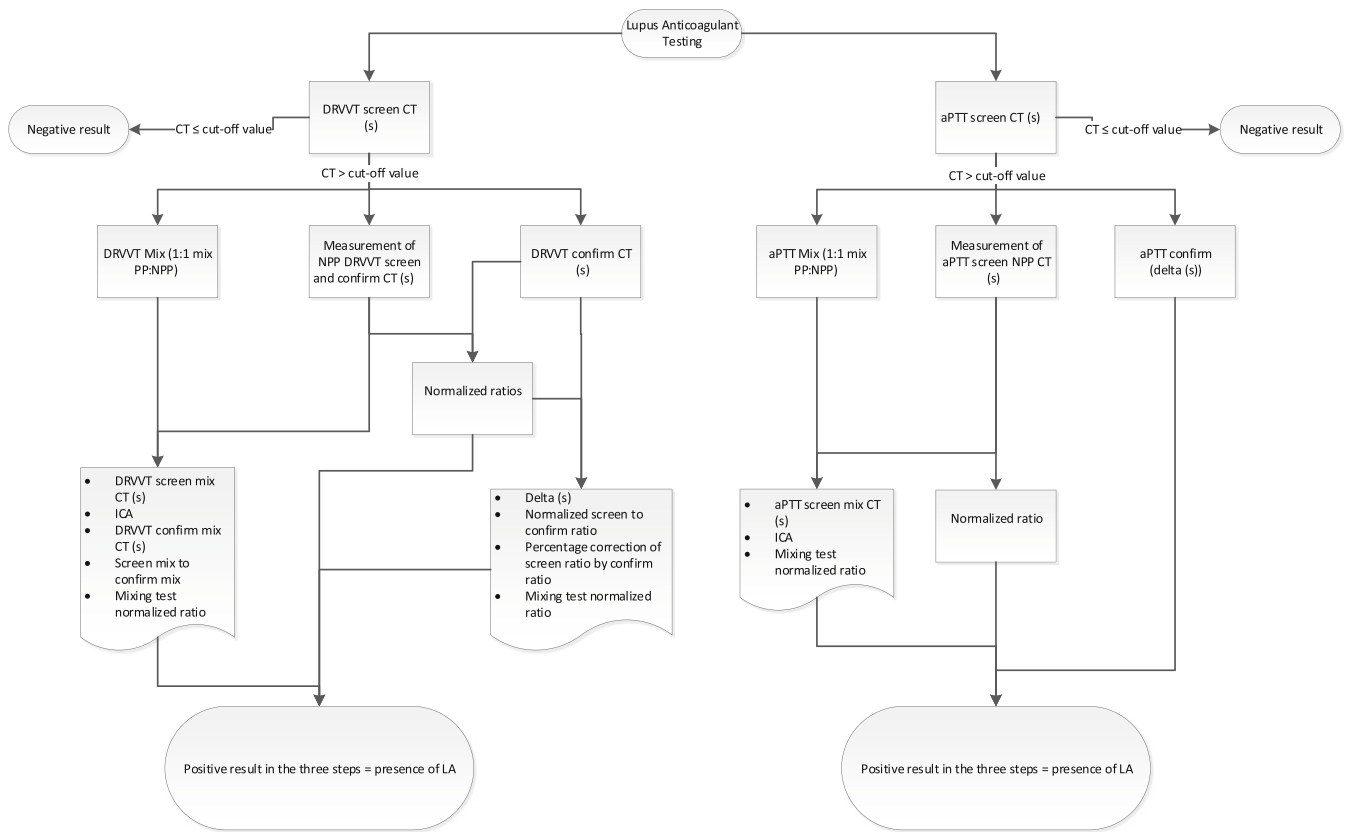 Lupus Anticoagulant
Testing
DRVVT screen CT
(s)
aPTT screen CT (s)
Negative result
CT ≤ cut-off value
CT ≤ cut-off value
Negative result
CT > cut-off value
CT > cut-off value
DRVVT Mix (1:1 mix
PP:NPP)
Measurement of
NPP DRVVT screen
and confirm CT (s)
DRVVT confirm CT
(s)
aPTT Mix (1:1 mix
PP:NPP)
Measurement of
aPTT screen NPP CT
(s)
aPTT confirm
(delta (s))
Normalized ratios
• DRVVT screen mix
CT (s)
• ICA
• DRVVT confirm mix
CT (s)
• Screen mix to
confirm mix
• Mixing test
normalized ratio
• Delta (s)
• Normalized screen to
confirm ratio
• Percentage correction of
screen ratio by confirm
ratio
• Mixing test normalized
ratio
• aPTT screen mix CT
(s)
• ICA
• Mixing test
normalized ratio
Normalized ratio
Positive result in the three steps = presence of LA
Positive result in the three steps = presence of LA